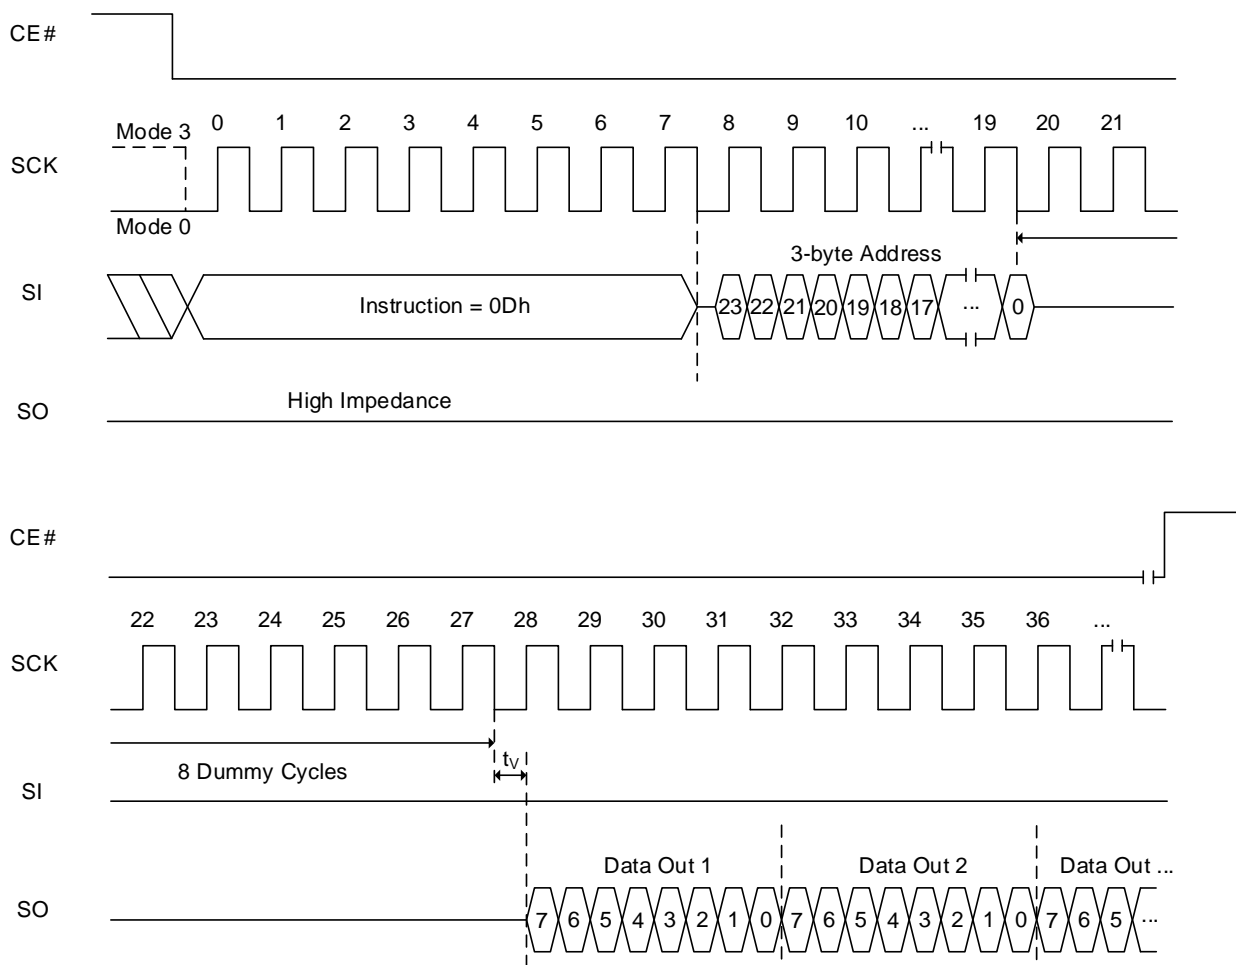 CE#
Mode 3 0 1 2 3 4 5 6 7 8 9 10 ... 19 20 21
SCK
Mode 0
3-byte Address
SI Instruction = 0Dh 23 22 21 20 19 18 17 ... 0
High Impedance
SO
CE#
22 23 24 25 26 27 28 29 30 31 32 33 34 35 36 ...
SCK
8 Dummy Cycles tV
SI
Data Out 1 Data Out 2 Data Out ...
SO 7 6 5 4 3 2 1 0 7 6 5 4 3 2 1 0 7 6 5 ...